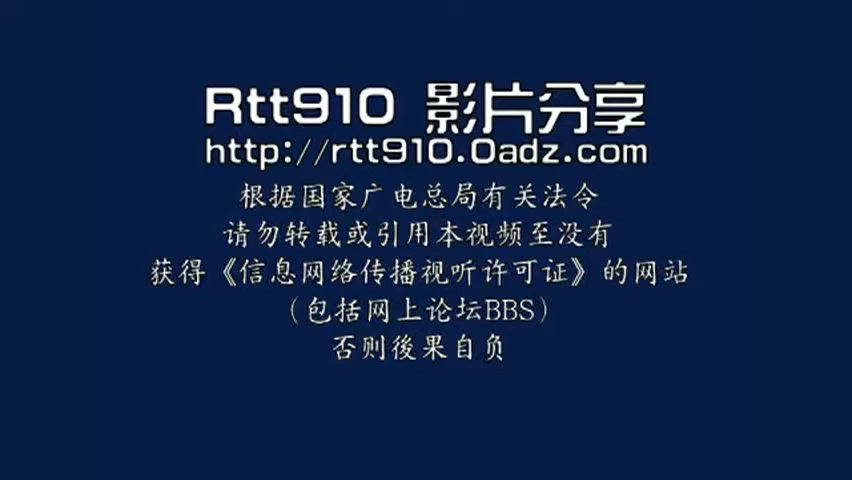 Rtt910 影片分享
http://rtt910.0adz.com
根据国家广电总局有关法令
请勿转载或引用本视频至没有
获得《信息网络传播视听许可证》的网站
（包括网上论坛BBS）
否则後果自负